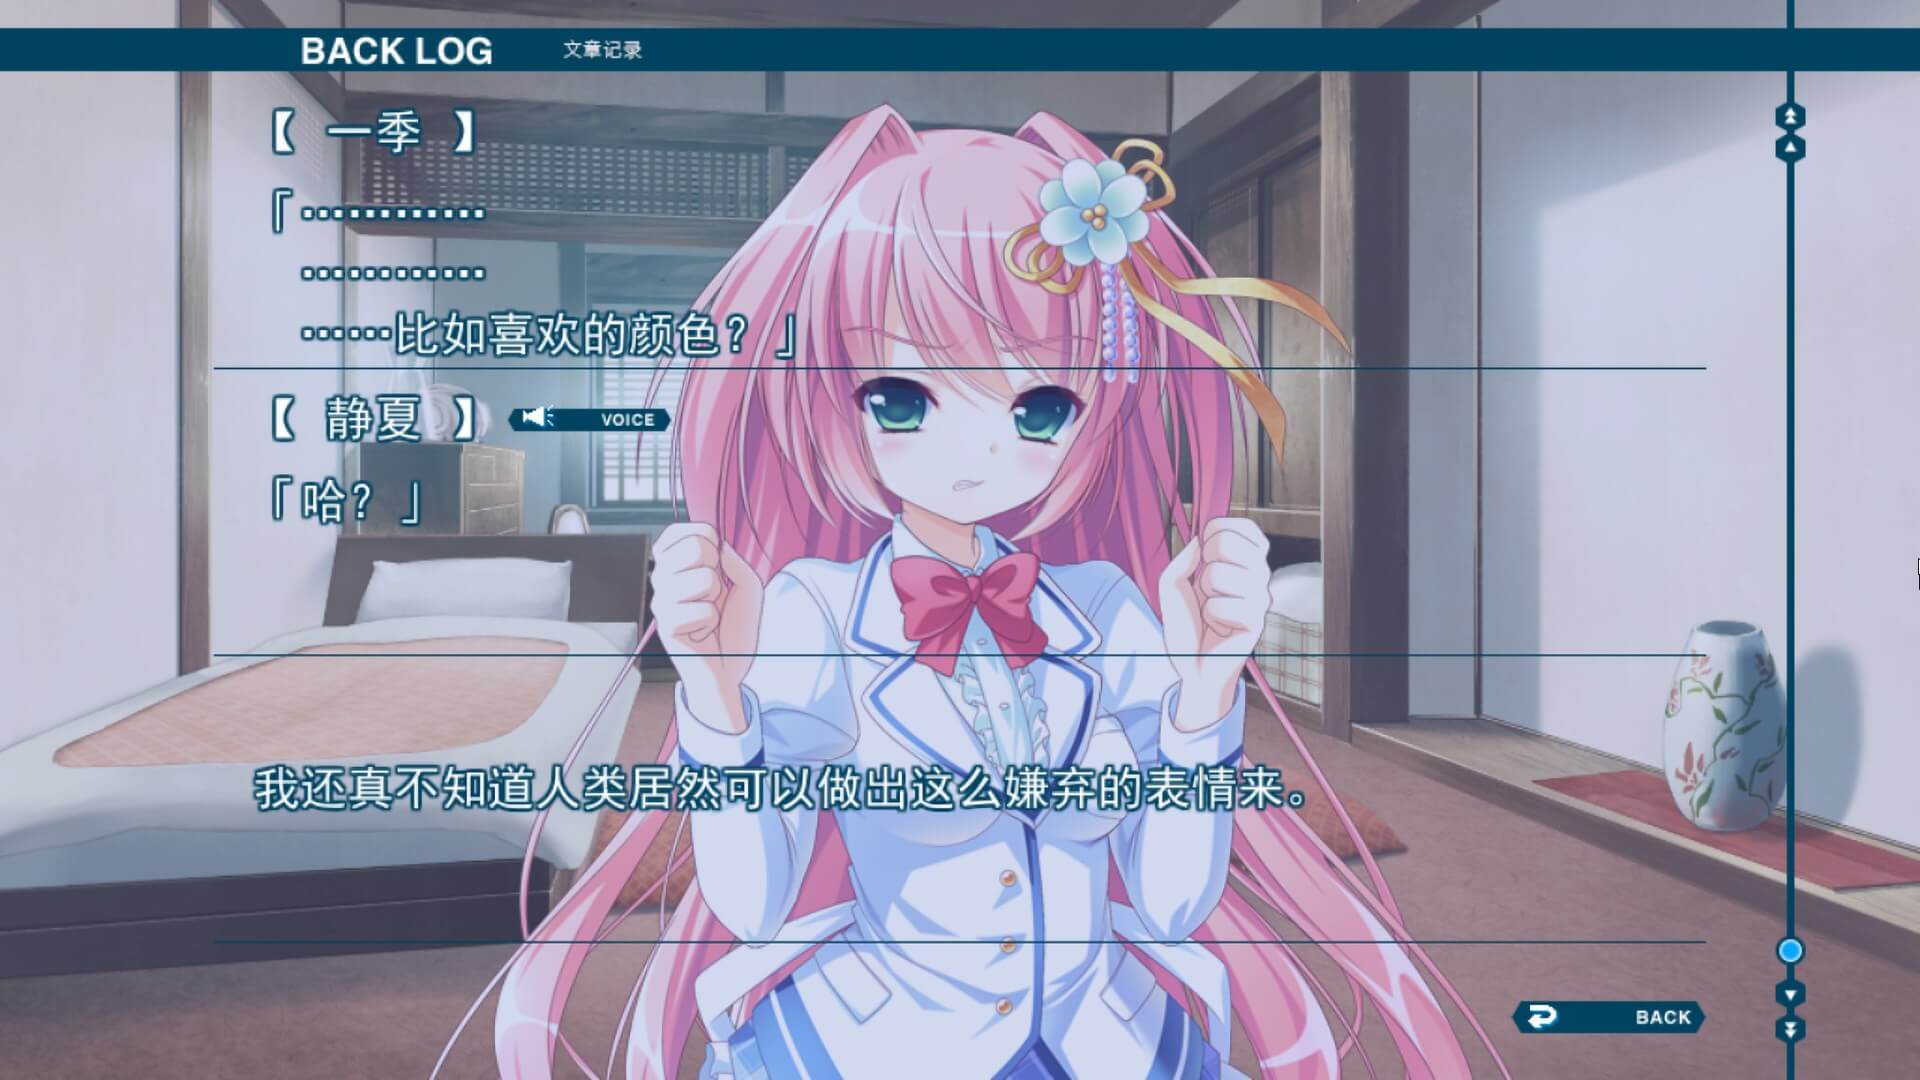 BACK LOG 文章记录
【 一季 】
「…………
…………
……比如喜欢的颜色？」
【 静夏 】 VOICE
「哈？」
我还真不知道人类居然可以做出这么嫌弃的表情来。
BACK